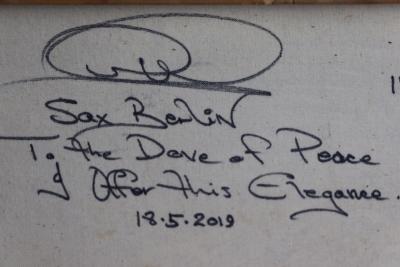 Sax Berlin
To the Dove of Peace
I Offer this Elegance.
18.5.2019